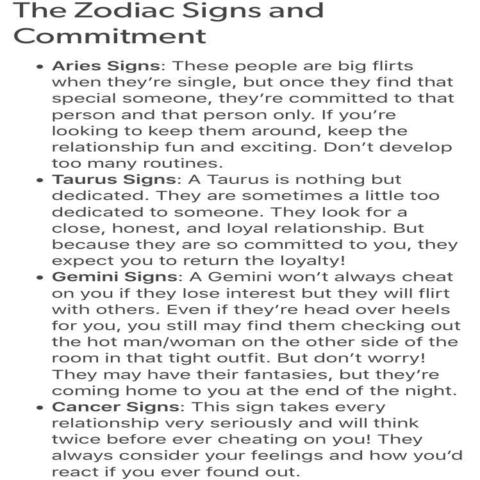 The Zodiac Signs and
Commitment
• Aries Signs: These people are big flirts
when they're single, but once they find that
special someone, they're committed to that
person and that person only. If you're
looking to keep them around, keep the
relationship fun and exciting. Don't develop
too many routines.
• Taurus Signs: A Taurus is nothing but
dedicated. They are sometimes a little too
dedicated to someone. They look for a
close, honest, and loyal relationship. But
because they are so committed to you, they
expect you to return the loyalty!
• Gemini Signs: A Gemini won't always cheat
on you if they lose interest but they will flirt
with others. Even if they're head over heels
for you, you still may find them checking out
the hot man/woman on the other side of the
room in that tight outfit. But don't worry!
They may have their fantasies, but they're
coming home to you at the end of the night.
• Cancer Signs: This sign takes every
relationship very seriously and will think
twice before ever cheating on you! They
always consider your feelings and how you'd
react if you ever found out.